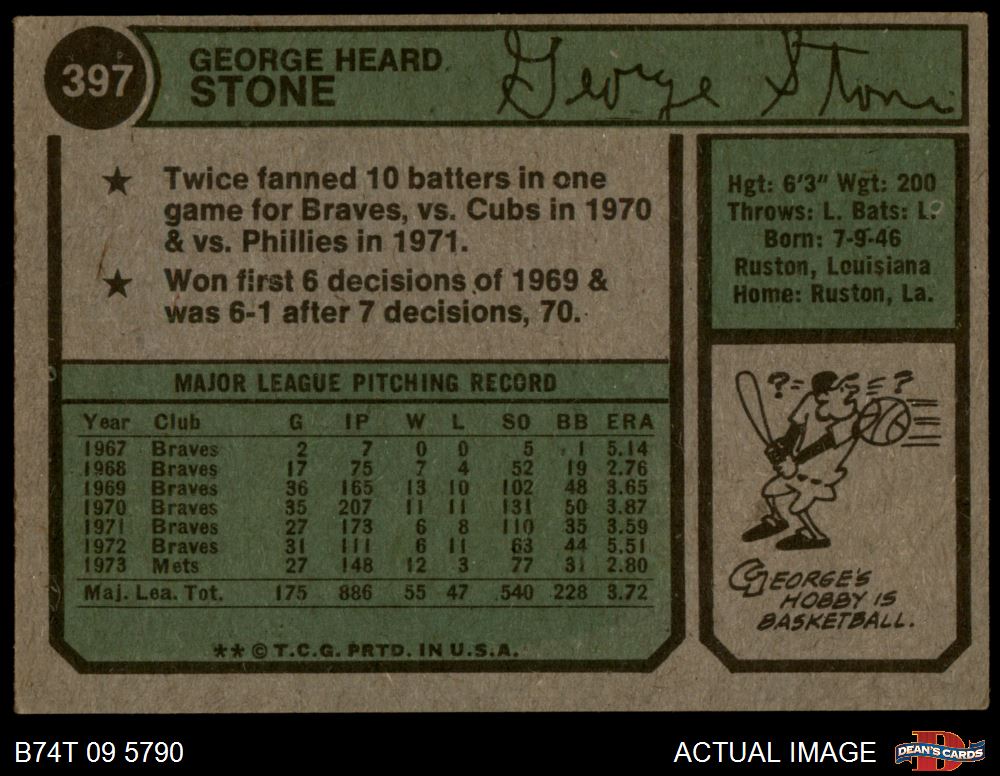 397
GEORGE HEARD
STONE
George Stone
★ Twice fanned 10 batters in one
game for Braves, vs. Cubs in 1970
& vs. Phillies in 1971.
★ Won first 6 decisions of 1969 &
was 6-1 after 7 decisions, 70.
Hgt: 6'3" Wgt: 200
Throws: L. Bats: L.
Born: 7-9-46
Ruston, Louisiana
Home: Ruston, La.
MAJOR LEAGUE PITCHING RECORD
Year Club G IP W L SO BB ERA
1967 Braves 2 7 0 0 5 1 5.14
1968 Braves 17 75 7 4 52 19 2.76
1969 Braves 36 165 13 10 102 48 3.65
1970 Braves 35 207 11 11 131 50 3.87
1971 Braves 27 173 6 8 110 35 3.59
1972 Braves 31 111 6 11 63 44 5.51
1973 Mets 27 148 12 3 77 31 2.80
Maj. Lea. Tot. 175 886 55 47 540 228 3.72
** © T.C.G. PRTD. IN U.S.A.
? = = ?
GEORGE'S
HOBBY IS
BASKETBALL.
B74T 09 5790
ACTUAL IMAGE
D
DEAN'S CARDS